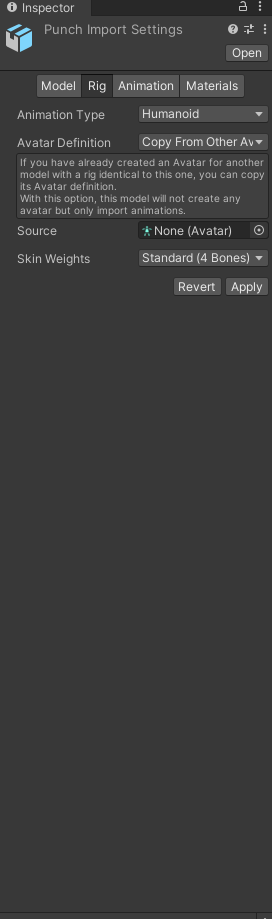 Inspector
Punch Import Settings
Open
Model Rig Animation Materials
Animation Type Humanoid
Avatar Definition Copy From Other Av
If you have already created an Avatar for another
model with a rig identical to this one, you can copy
its Avatar definition.
With this option, this model will not create any
avatar but only import animations.
Source None (Avatar)
Skin Weights Standard (4 Bones)
Revert Apply